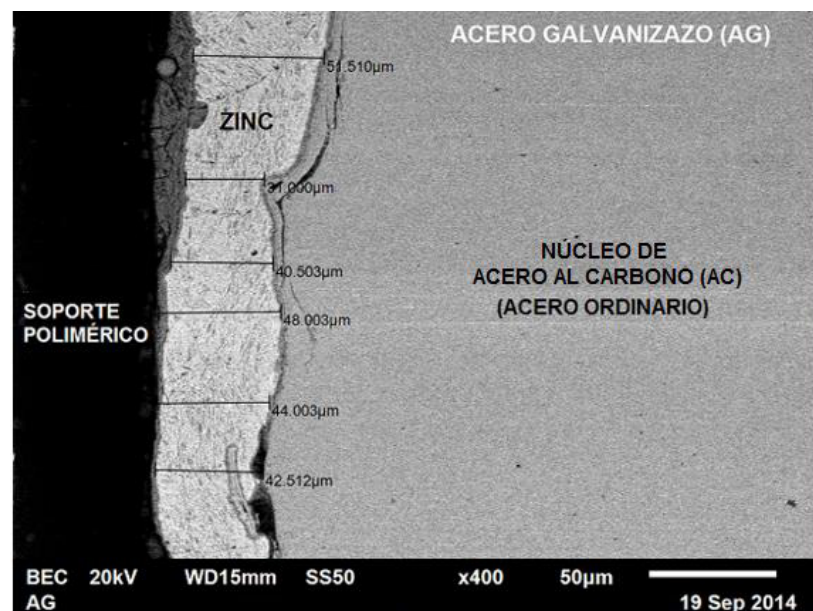 ACERO GALVANIZAZO (AG)
51.510µm
ZINC
31.000µm
NÚCLEO DE
ACERO AL CARBONO (AC)
(ACERO ORDINARIO)
40.503µm
SOPORTE
POLIMÉRICO
48.003µm
44.003µm
42.512µm
BEC 20kV WD15mm SS50 x400 50µm
AG 19 Sep 2014